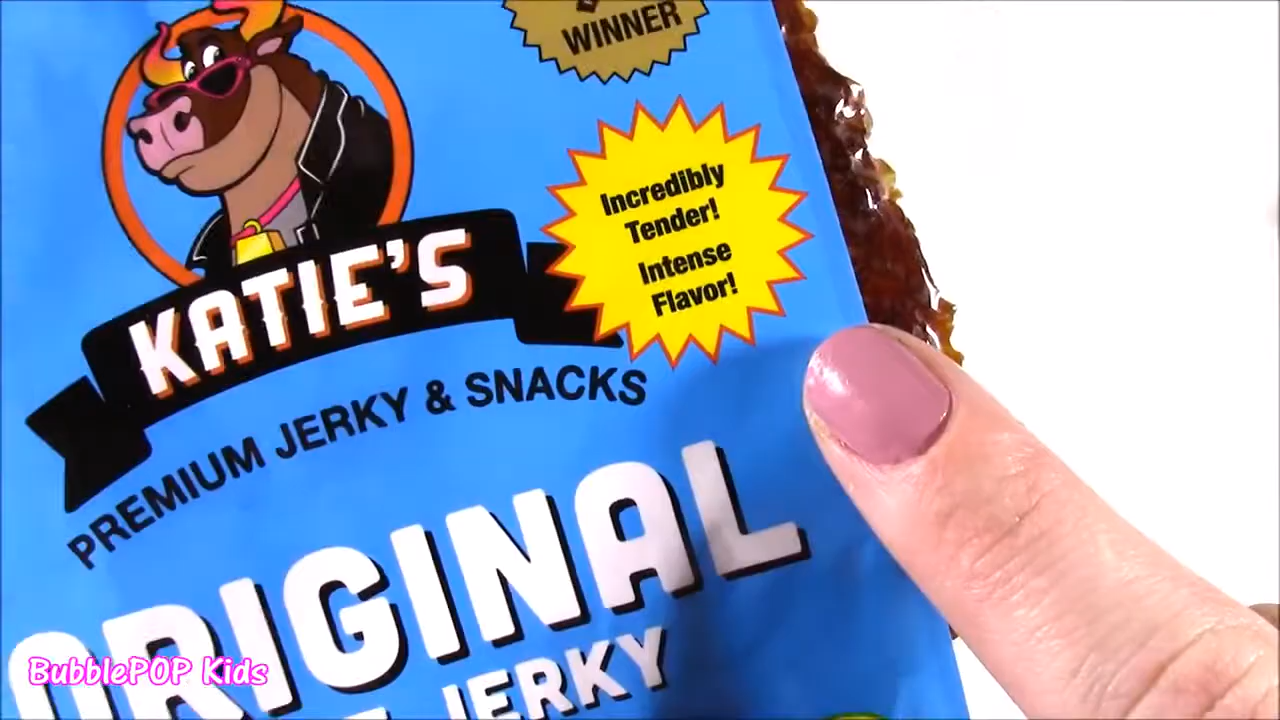 WINNER
Incredibly
Tender!
Intense
Flavor!
KATIE'S
PREMIUM JERKY & SNACKS
ORIGINAL
JERKY
BubblePOP Kids